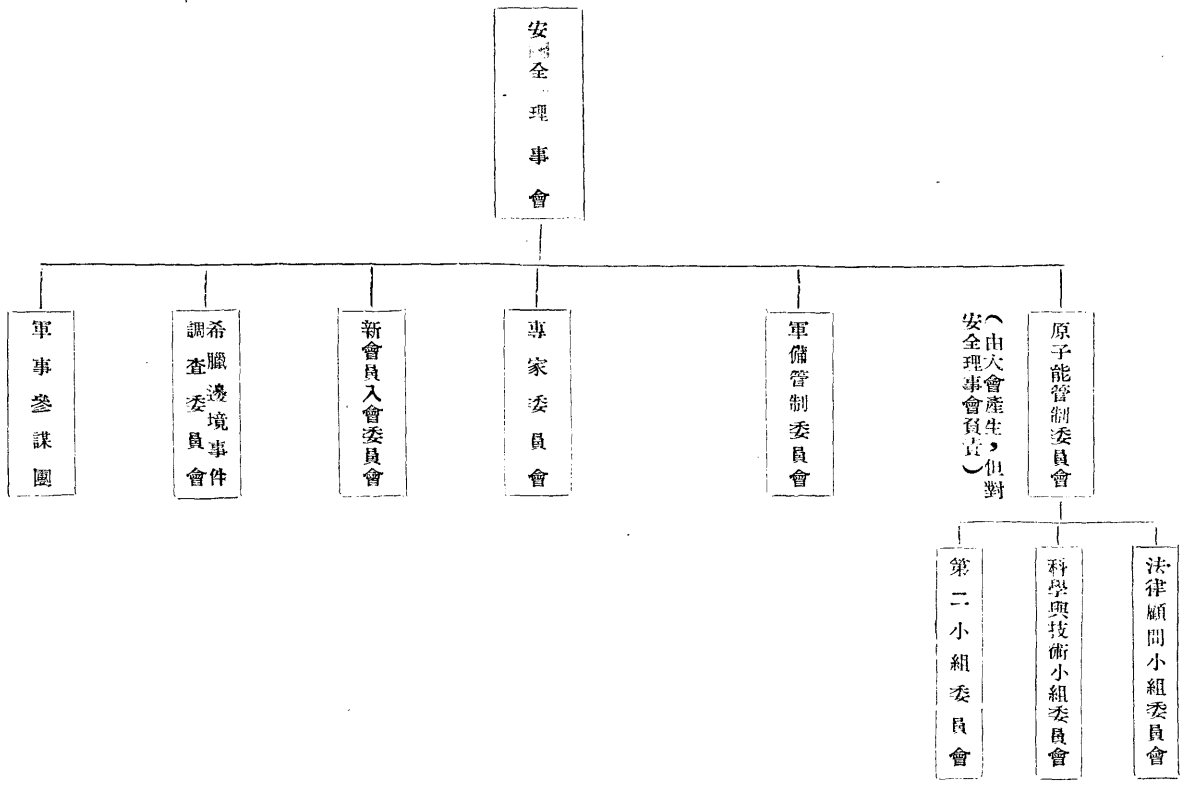 安全理事會
原子能管制委員會
（由大會產生，但對
安全理事會負責）
軍備管制委員會
專家委員會
新會員入會委員會
希臘邊境事件
調查委員會
軍事參謀團
法律顧問小組委員會
科學與技術小組委員會
第二小組委員會